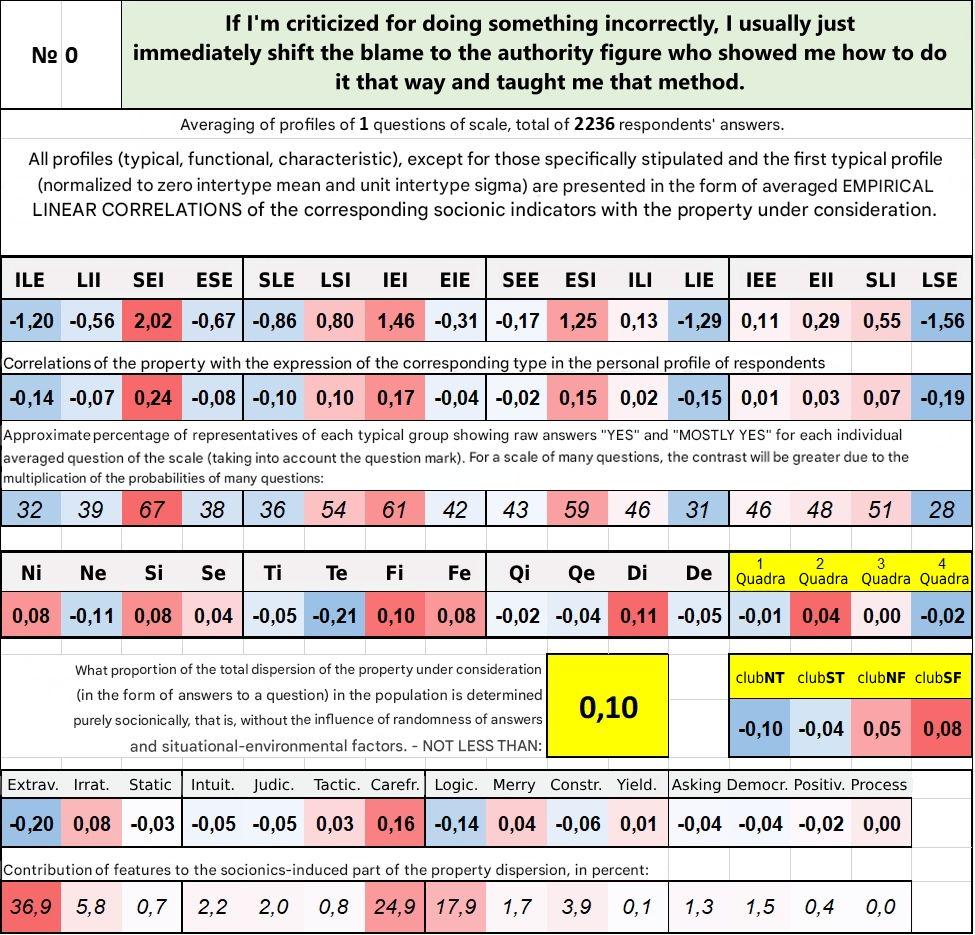 № 0
If I'm criticized for doing something incorrectly, I usually just
immediately shift the blame to the authority figure who showed me how to do
it that way and taught me that method.
Averaging of profiles of 1 questions of scale, total of 2236 respondents' answers.
All profiles (typical, functional, characteristic), except for those specifically stipulated and the first typical profile
(normalized to zero intertype mean and unit intertype sigma) are presented in the form of averaged EMPIRICAL
LINEAR CORRELATIONS of the corresponding socionic indicators with the property under consideration.
ILE LII SEI ESE SLE LSI IEI EIE SEE ESI ILI LIE IEE EII SLI LSE
-1,20 -0,56 2,02 -0,67 -0,86 0,80 1,46 -0,31 -0,17 1,25 0,13 -1,29 0,11 0,29 0,55 -1,56
Correlations of the property with the expression of the corresponding type in the personal profile of respondents
-0,14 -0,07 0,24 -0,08 -0,10 0,10 0,17 -0,04 -0,02 0,15 0,02 -0,15 0,01 0,03 0,07 -0,19
Approximate percentage of representatives of each typical group showing raw answers "YES" and "MOSTLY YES" for each individual
averaged question of the scale (taking into account the question mark). For a scale of many questions, the contrast will be greater due to the
multiplication of the probabilities of many questions:
32 39 67 38 36 54 61 42 43 59 46 31 46 48 51 28
Ni Ne Si Se Ti Te Fi Fe Qi Qe Di De 1 2 3 4
Quadra Quadra Quadra Quadra
0,08 -0,11 0,08 0,04 -0,05 -0,21 0,10 0,08 -0,02 -0,04 0,11 -0,05 -0,01 0,04 0,00 -0,02
What proportion of the total dispersion of the property under consideration
(in the form of answers to a question) in the population is determined
purely socionically, that is, without the influence of randomness of answers
and situational-environmental factors. - NOT LESS THAN:
0,10
clubNT clubST clubNF clubSF
-0,10 -0,04 0,05 0,08
Extrav. Irrat. Static Intuit. Judic. Tactic. Carefr. Logic. Merry Constr. Yield. Asking Democr. Positiv. Process
-0,20 0,08 -0,03 -0,05 -0,05 0,03 0,16 -0,14 0,04 -0,06 0,01 -0,04 -0,04 -0,02 0,00
Contribution of features to the socionics-induced part of the property dispersion, in percent:
36,9 5,8 0,7 2,2 2,0 0,8 24,9 17,9 1,7 3,9 0,1 1,3 1,5 0,4 0,0